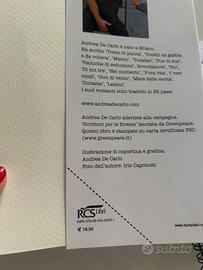 Andrea De Carlo è nato a Milano.
Ha scritto "Treno di panna", "Uccelli da gabbia
e da voliera", "Macno", "Yucatan", "Due di due",
"Tecniche di seduzione", "Arcodamore", "Uto",
"Di noi tre", "Nel momento", "Pura vita", "I veri
nomi", "Giro di vento", "Mare delle verità",
"Durante", "Leielui".
I suoi romanzi sono tradotti in 26 paesi.
www.andreadecarlo.com
Andrea De Carlo aderisce alla campagna
"Scrittori per le foreste" lanciata da Greenpeace.
Questo libro è stampato su carta certificata FSC.
(www.greenpeace.it)
Illustrazione di copertina e grafica:
Andrea De Carlo
Foto dell'autore: Iris Capotosti
RCS Libri
€ 18,50
www.bompiani.e
subito